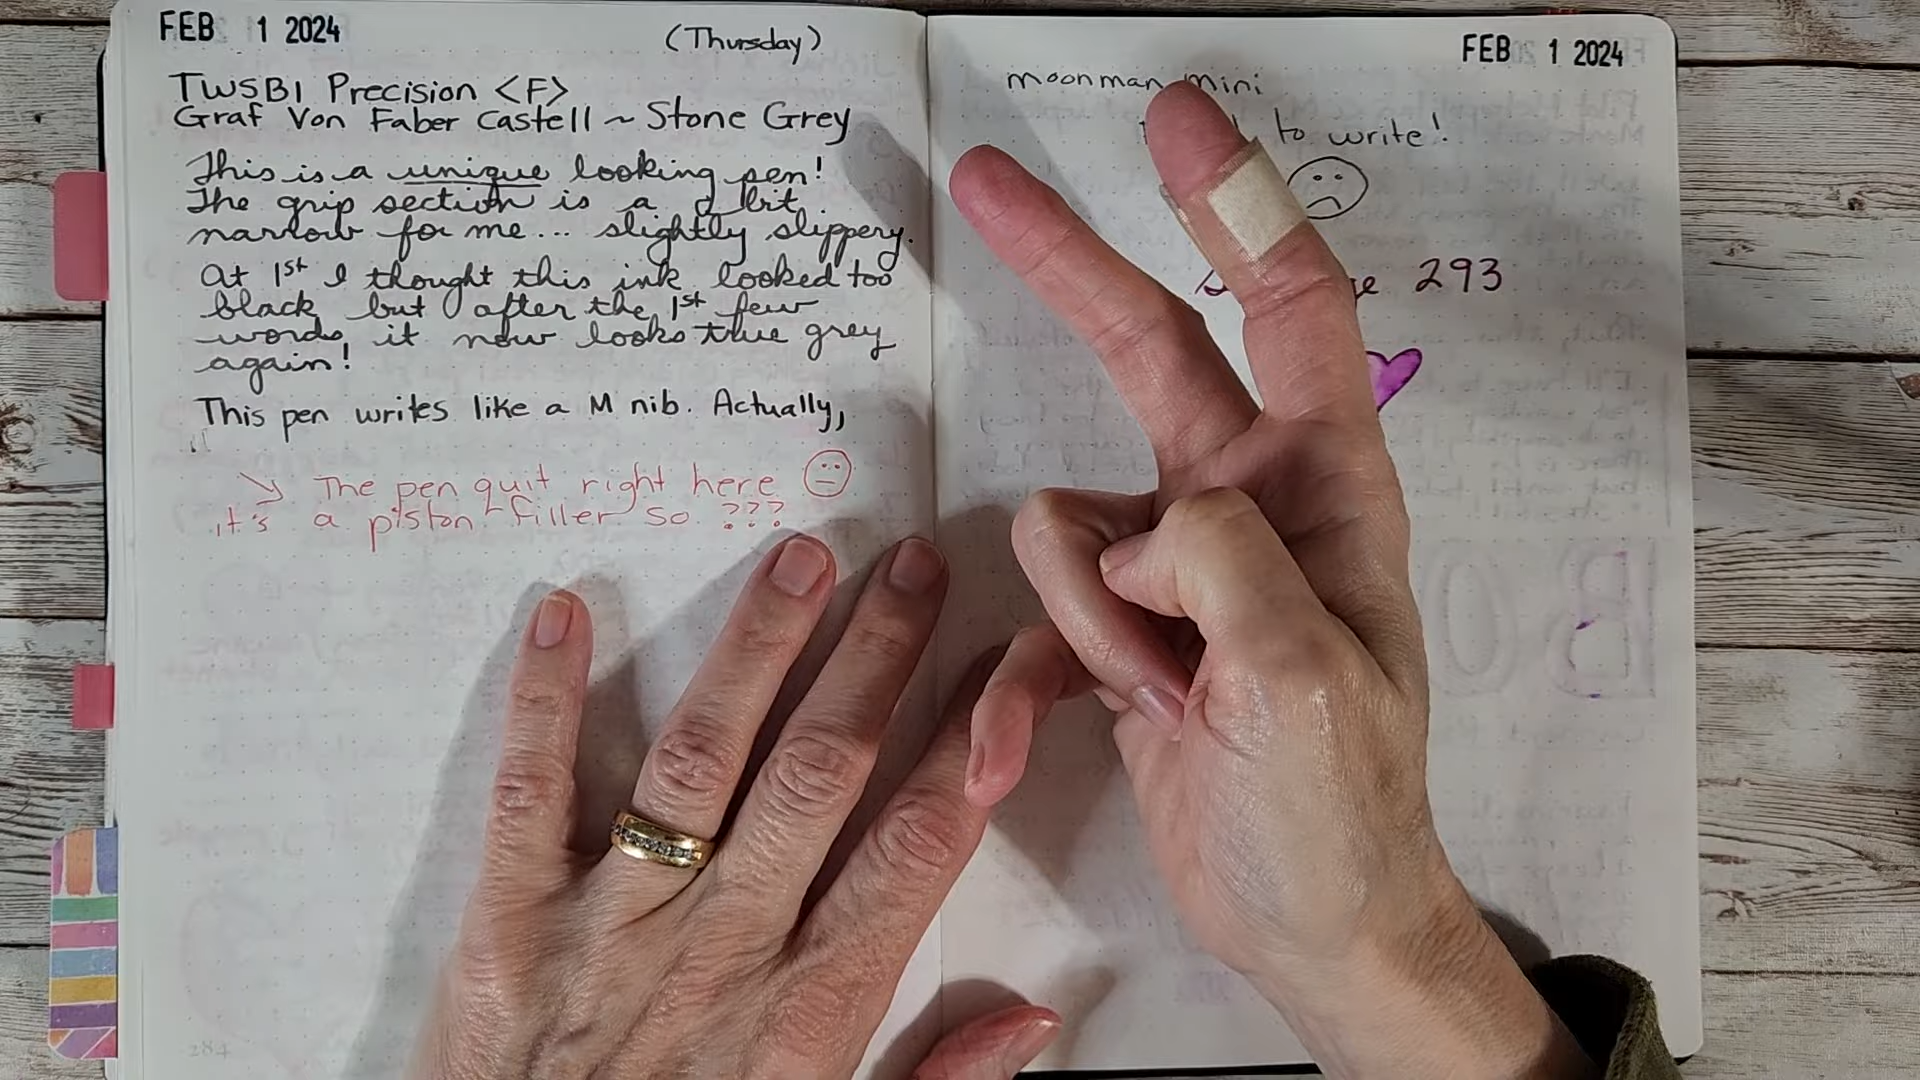 FEB 1 2024
(Thursday)
TWSBI Precision <F>
Graf Von Faber Castell ~ Stone Grey
This is a unique looking pen!
The grip section is a bit
narrow for me... slightly slippery.
At 1st I thought this ink looked too
black but after the 1st few
words it now looks true grey
again!
This pen writes like a M nib. Actually,
↘ The pen quit right here
it's a piston-filler so ???
284
FEB 1 2024
moonman mini
to write!
293